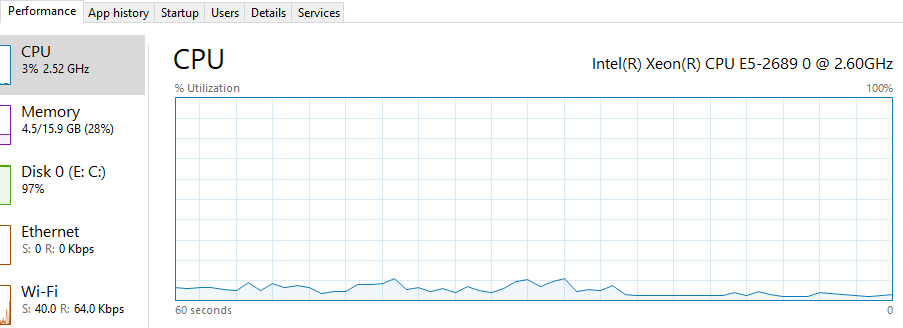 Performance App history Startup Users Details Services
CPU
3% 2.52 GHz
Memory
4.5/15.9 GB (28%)
Disk 0 (E: C:)
97%
Ethernet
S: 0 R: 0 Kbps
Wi-Fi
S: 40.0 R: 64.0 Kbps
CPU Intel(R) Xeon(R) CPU E5-2689 0 @ 2.60GHz
% Utilization 100%
60 seconds 0